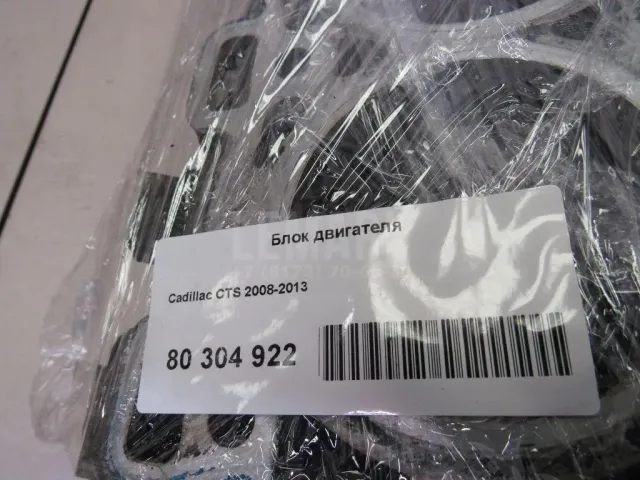 Блок двигателя
Cadillac CTS 2008-2013
80 304 922